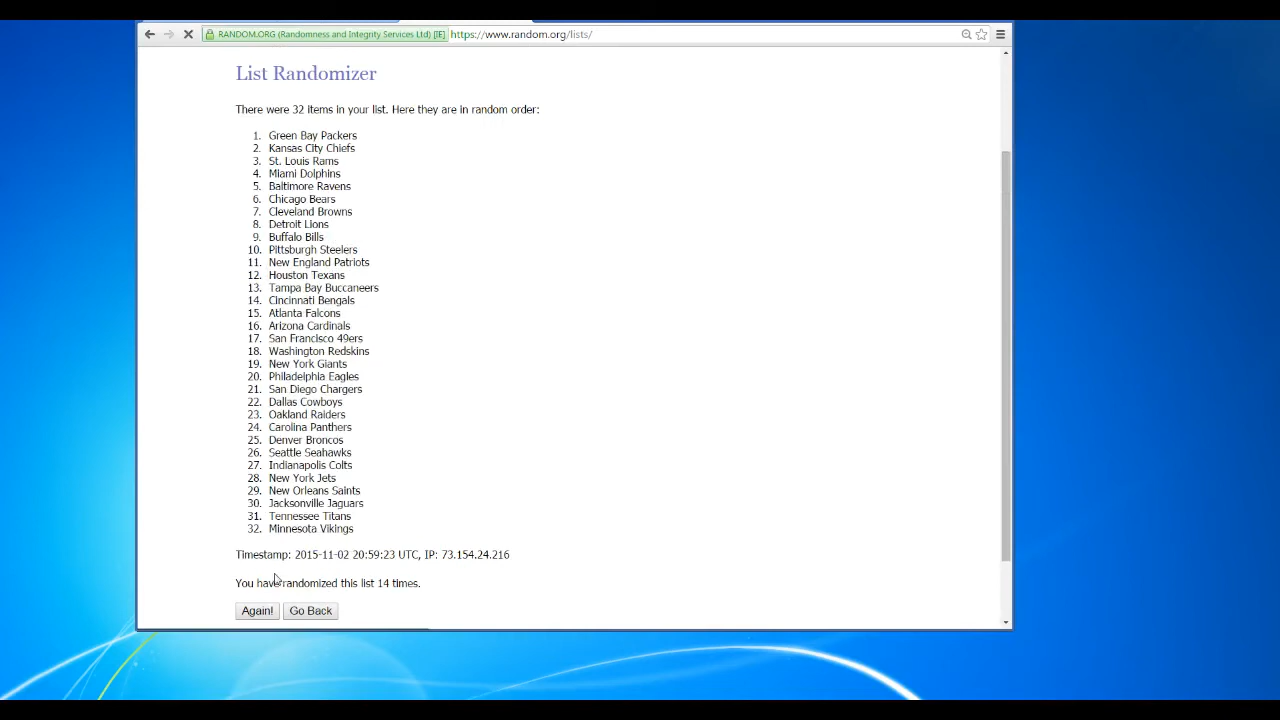 RANDOM.ORG (Randomness and Integrity Services Ltd) [IE] https://www.random.org/lists/
List Randomizer
There were 32 items in your list. Here they are in random order:
1. Green Bay Packers
2. Kansas City Chiefs
3. St. Louis Rams
4. Miami Dolphins
5. Baltimore Ravens
6. Chicago Bears
7. Cleveland Browns
8. Detroit Lions
9. Buffalo Bills
10. Pittsburgh Steelers
11. New England Patriots
12. Houston Texans
13. Tampa Bay Buccaneers
14. Cincinnati Bengals
15. Atlanta Falcons
16. Arizona Cardinals
17. San Francisco 49ers
18. Washington Redskins
19. New York Giants
20. Philadelphia Eagles
21. San Diego Chargers
22. Dallas Cowboys
23. Oakland Raiders
24. Carolina Panthers
25. Denver Broncos
26. Seattle Seahawks
27. Indianapolis Colts
28. New York Jets
29. New Orleans Saints
30. Jacksonville Jaguars
31. Tennessee Titans
32. Minnesota Vikings
Timestamp: 2015-11-02 20:59:23 UTC, IP: 73.154.24.216
You have randomized this list 14 times.
Again! Go Back